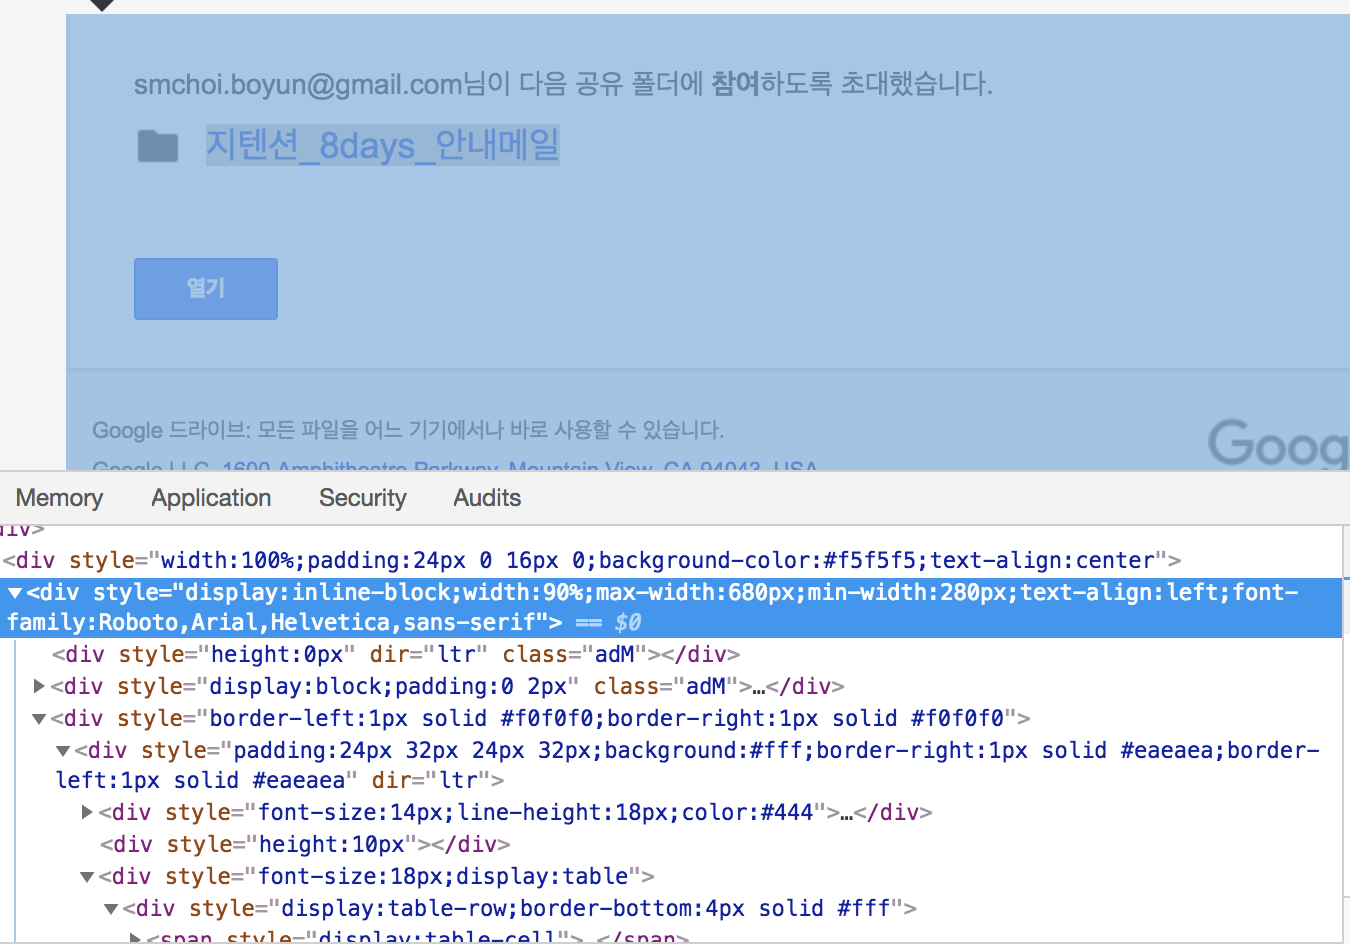 smchoi.boyun@gmail.com님이 다음 공유 폴더에 참여하도록 초대했습니다.
지텐션_8days_안내메일
열기
Google 드라이브: 모든 파일을 어느 기기에서나 바로 사용할 수 있습니다.
Goog
Google LLC, 1600 Amphitheatre Parkway, Mountain View, CA 94043, USA
Memory Application Security Audits
div>
<div style="width:100%;padding:24px 0 16px 0;background-color:#f5f5f5;text-align:center">
▼<div style="display:inline-block;width:90%;max-width:680px;min-width:280px;text-align:left;font-
family:Roboto,Arial,Helvetica,sans-serif"> == $0
<div style="height:0px" dir="ltr" class="adM"></div>
▶<div style="display:block;padding:0 2px" class="adM">…</div>
▼<div style="border-left:1px solid #f0f0f0;border-right:1px solid #f0f0f0">
▼<div style="padding:24px 32px 24px 32px;background:#fff;border-right:1px solid #eaeaea;border-
left:1px solid #eaeaea" dir="ltr">
▶<div style="font-size:14px;line-height:18px;color:#444">…</div>
<div style="height:10px"></div>
▼<div style="font-size:18px;display:table">
▼<div style="display:table-row;border-bottom:4px solid #fff">
▶<span style="display:table-cell">…</span>